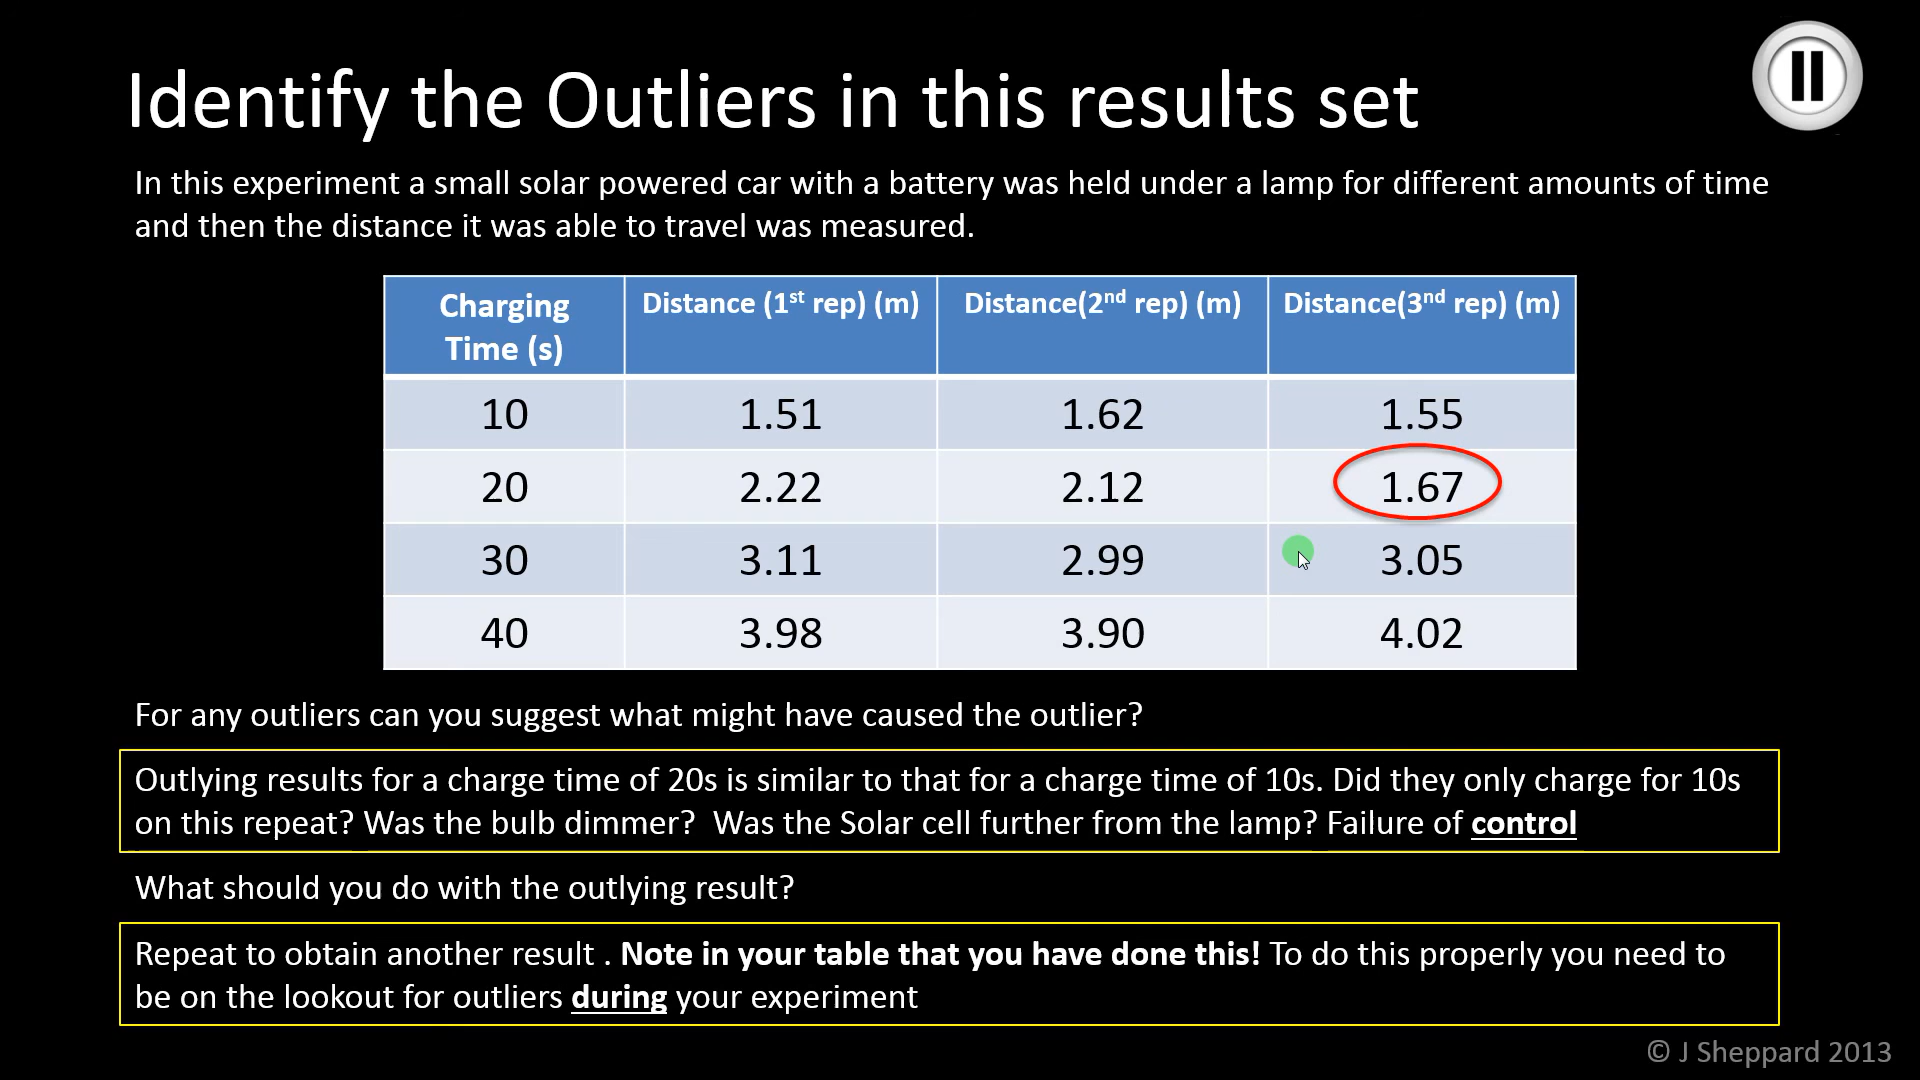 Identify the Outliers in this results set
In this experiment a small solar powered car with a battery was held under a lamp for different amounts of time
and then the distance it was able to travel was measured.
Charging Time (s) Distance (1st rep) (m) Distance(2nd rep) (m) Distance(3nd rep) (m)
10 1.51 1.62 1.55
20 2.22 2.12 1.67
30 3.11 2.99 3.05
40 3.98 3.90 4.02
For any outliers can you suggest what might have caused the outlier?
Outlying results for a charge time of 20s is similar to that for a charge time of 10s. Did they only charge for 10s
on this repeat? Was the bulb dimmer? Was the Solar cell further from the lamp? Failure of control
What should you do with the outlying result?
Repeat to obtain another result . Note in your table that you have done this! To do this properly you need to
be on the lookout for outliers during your experiment
© J Sheppard 2013